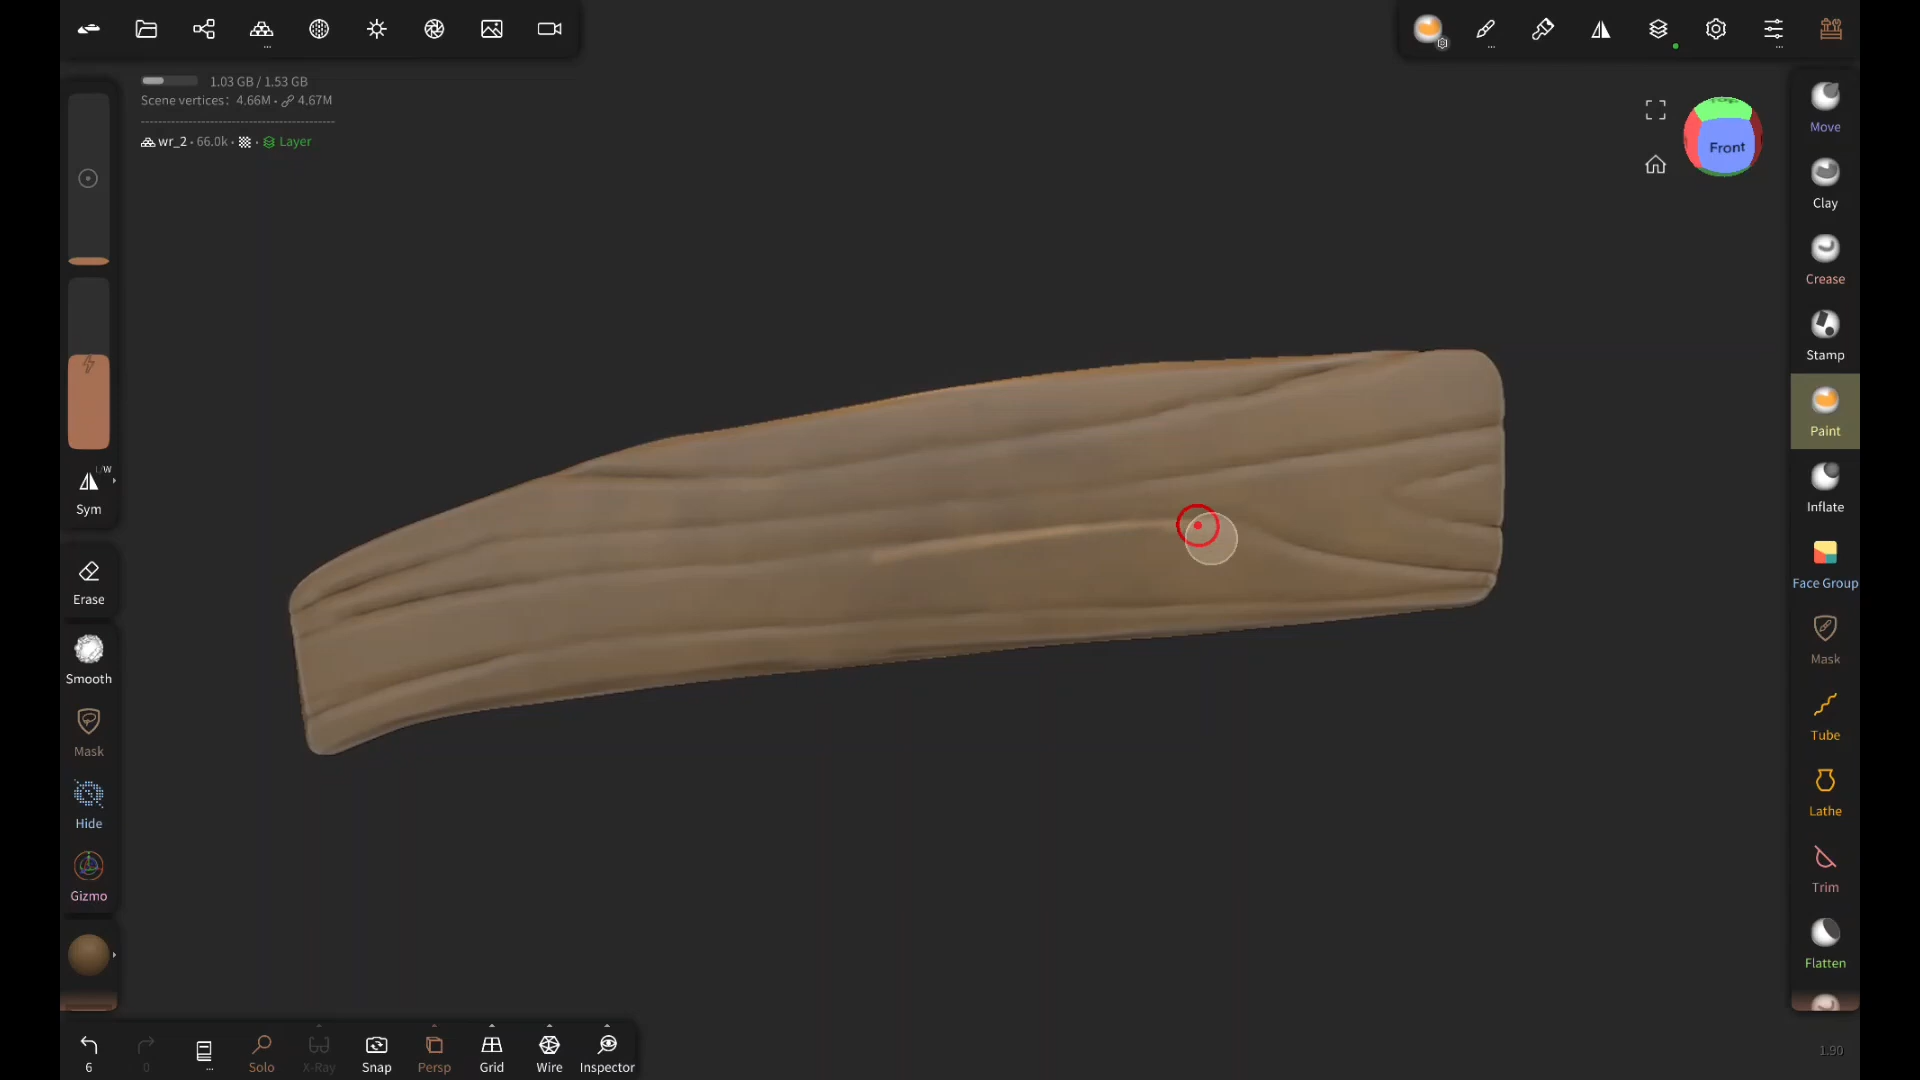 1.03 GB / 1.53 GB
Scene vertices: 4.66M • 4.67M
wr_2 • 66.0k • Layer
Front
Move
Clay
Crease
Stamp
Paint
Inflate
Face Group
Mask
Tube
Lathe
Trim
Flatten
Sym
Erase
Smooth
Mask
Hide
Gizmo
6
0
Solo
X-Ray
Snap
Persp
Grid
Wire
Inspector
1.90